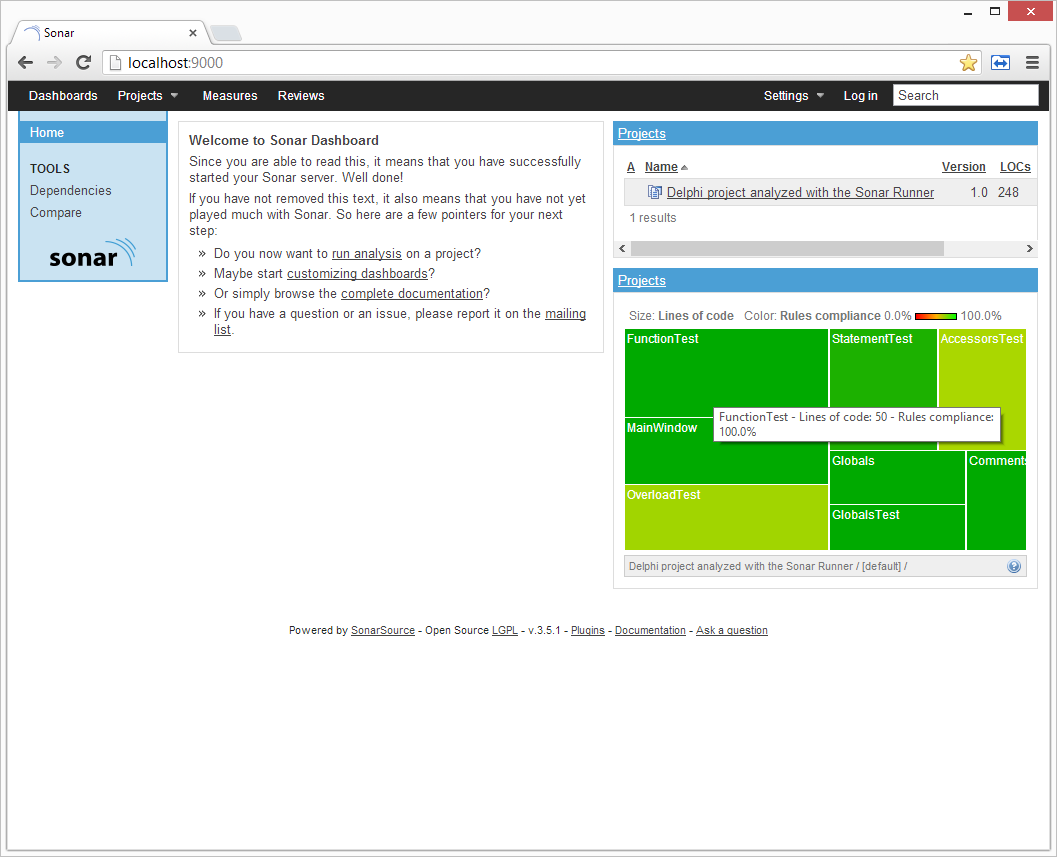 Sonar
localhost:9000
Dashboards Projects Measures Reviews Settings Log in Search
Home
TOOLS
Dependencies
Compare
sonar
Welcome to Sonar Dashboard
Since you are able to read this, it means that you have successfully
started your Sonar server. Well done!
If you have not removed this text, it also means that you have not yet
played much with Sonar. So here are a few pointers for your next
step:
» Do you now want to run analysis on a project?
» Maybe start customizing dashboards?
» Or simply browse the complete documentation?
» If you have a question or an issue, please report it on the mailing
list.
Projects
A Name Version LOCs
Delphi project analyzed with the Sonar Runner 1.0 248
1 results
Projects
Size: Lines of code Color: Rules compliance 0.0% 100.0%
FunctionTest
StatementTest
AccessorsTest
FunctionTest - Lines of code: 50 - Rules compliance:
100.0%
MainWindow
OverloadTest
Globals
Comments
GlobalsTest
Delphi project analyzed with the Sonar Runner / [default] /
Powered by SonarSource - Open Source LGPL - v.3.5.1 - Plugins - Documentation - Ask a question